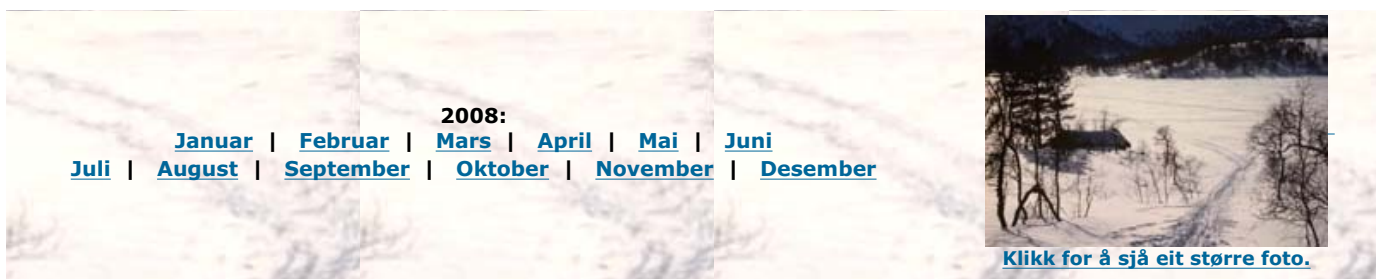 2008:
Januar | Februar | Mars | April | Mai | Juni
Juli | August | September | Oktober | November | Desember
Klikk for å sjå eit større foto.